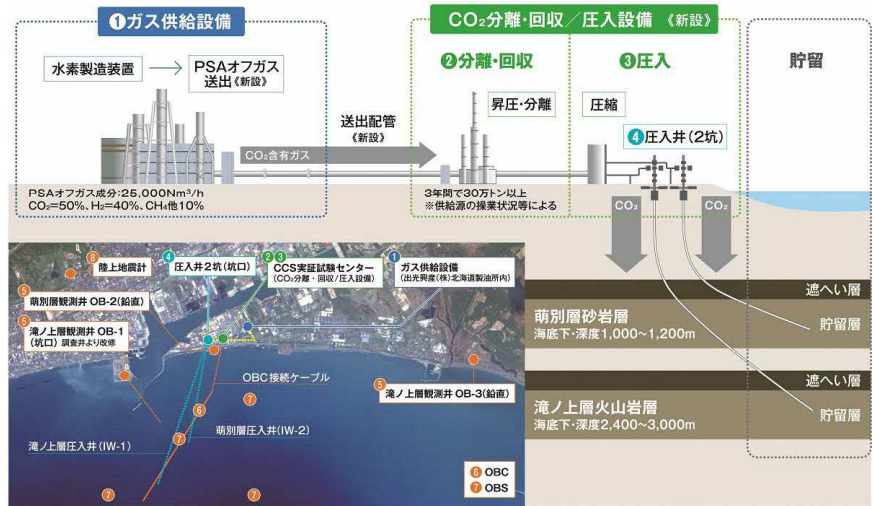 ❶ガス供給設備
水素製造装置
PSAオフガス
送出《新設》
CO₂含有ガス
PSAオフガス成分:25,000Nm³/h
CO₂=50%、H₂=40%、CH₄他10%
送出配管
《新設》
CO₂分離・回収/圧入設備 《新設》
❷分離・回収
昇圧・分離
3年間で30万トン以上
※供給源の操業状況等による
❸圧入
圧縮
❹圧入井(2坑)
貯留
CO₂
CO₂
遮へい層
萌別層砂岩層
海底下・深度1,000~1,200m
貯留層
遮へい層
滝ノ上層火山岩層
海底下・深度2,400~3,000m
貯留層
❽
陸上地震計
❹
圧入井2坑(坑口)
❷❸
CCS実証試験センター
(CO₂分離・回収/圧入設備)
❶
ガス供給設備
(出光興産(株)北海道製油所内)
❺
萌別層観測井 OB-2(鉛直)
❺
滝ノ上層観測井 OB-1
(坑口) 調査井より改修
OBC接続ケーブル
❺
滝ノ上層観測井 OB-3(鉛直)
❻
❼
❼
萌別層圧入井(IW-2)
滝ノ上層圧入井(IW-1)
❼
❼
❻ OBC
❼ OBS